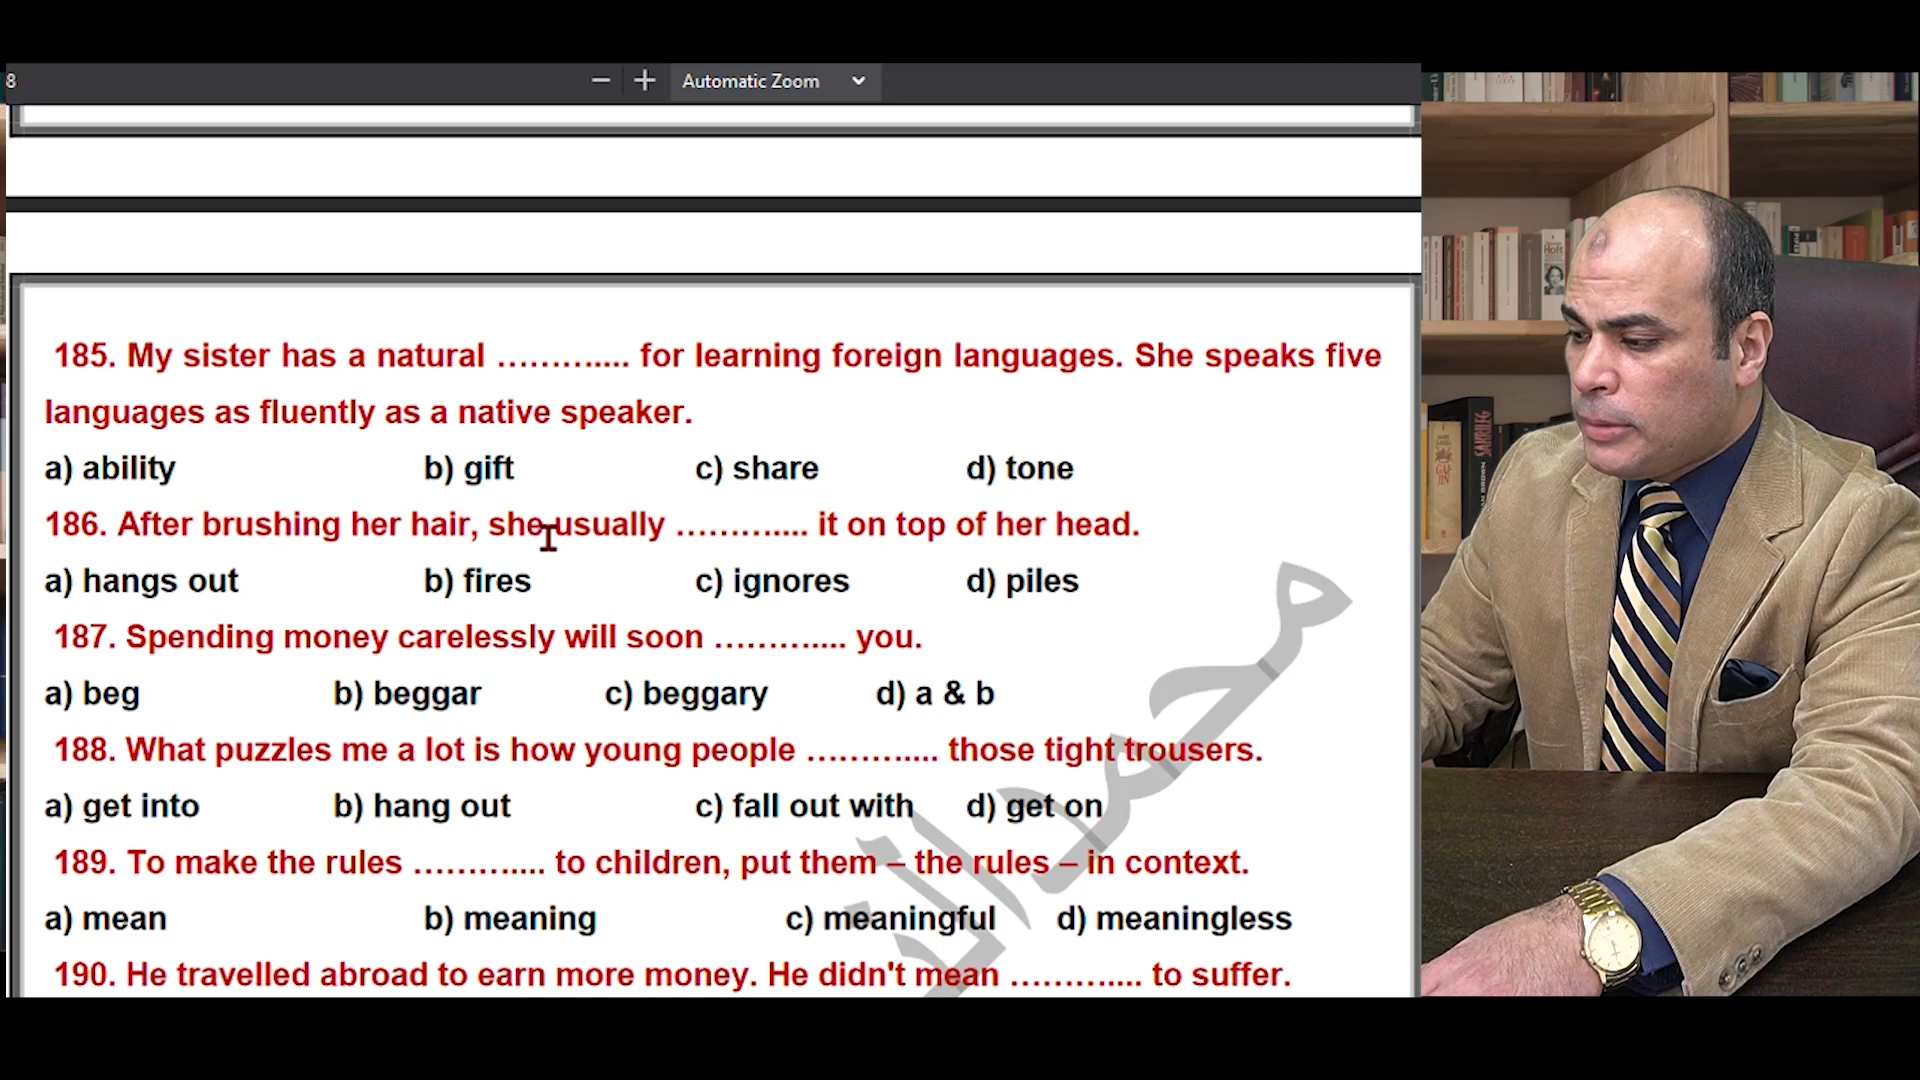 8
Automatic Zoom
185. My sister has a natural ……….... for learning foreign languages. She speaks five
languages as fluently as a native speaker.
a) ability b) gift c) share d) tone
186. After brushing her hair, she usually ……….... it on top of her head.
a) hangs out b) fires c) ignores d) piles
187. Spending money carelessly will soon ……….... you.
a) beg b) beggar c) beggary d) a & b
188. What puzzles me a lot is how young people ……….... those tight trousers.
a) get into b) hang out c) fall out with d) get on
189. To make the rules ……….... to children, put them – the rules – in context.
a) mean b) meaning c) meaningful d) meaningless
190. He travelled abroad to earn more money. He didn't mean ……….... to suffer.
محمد